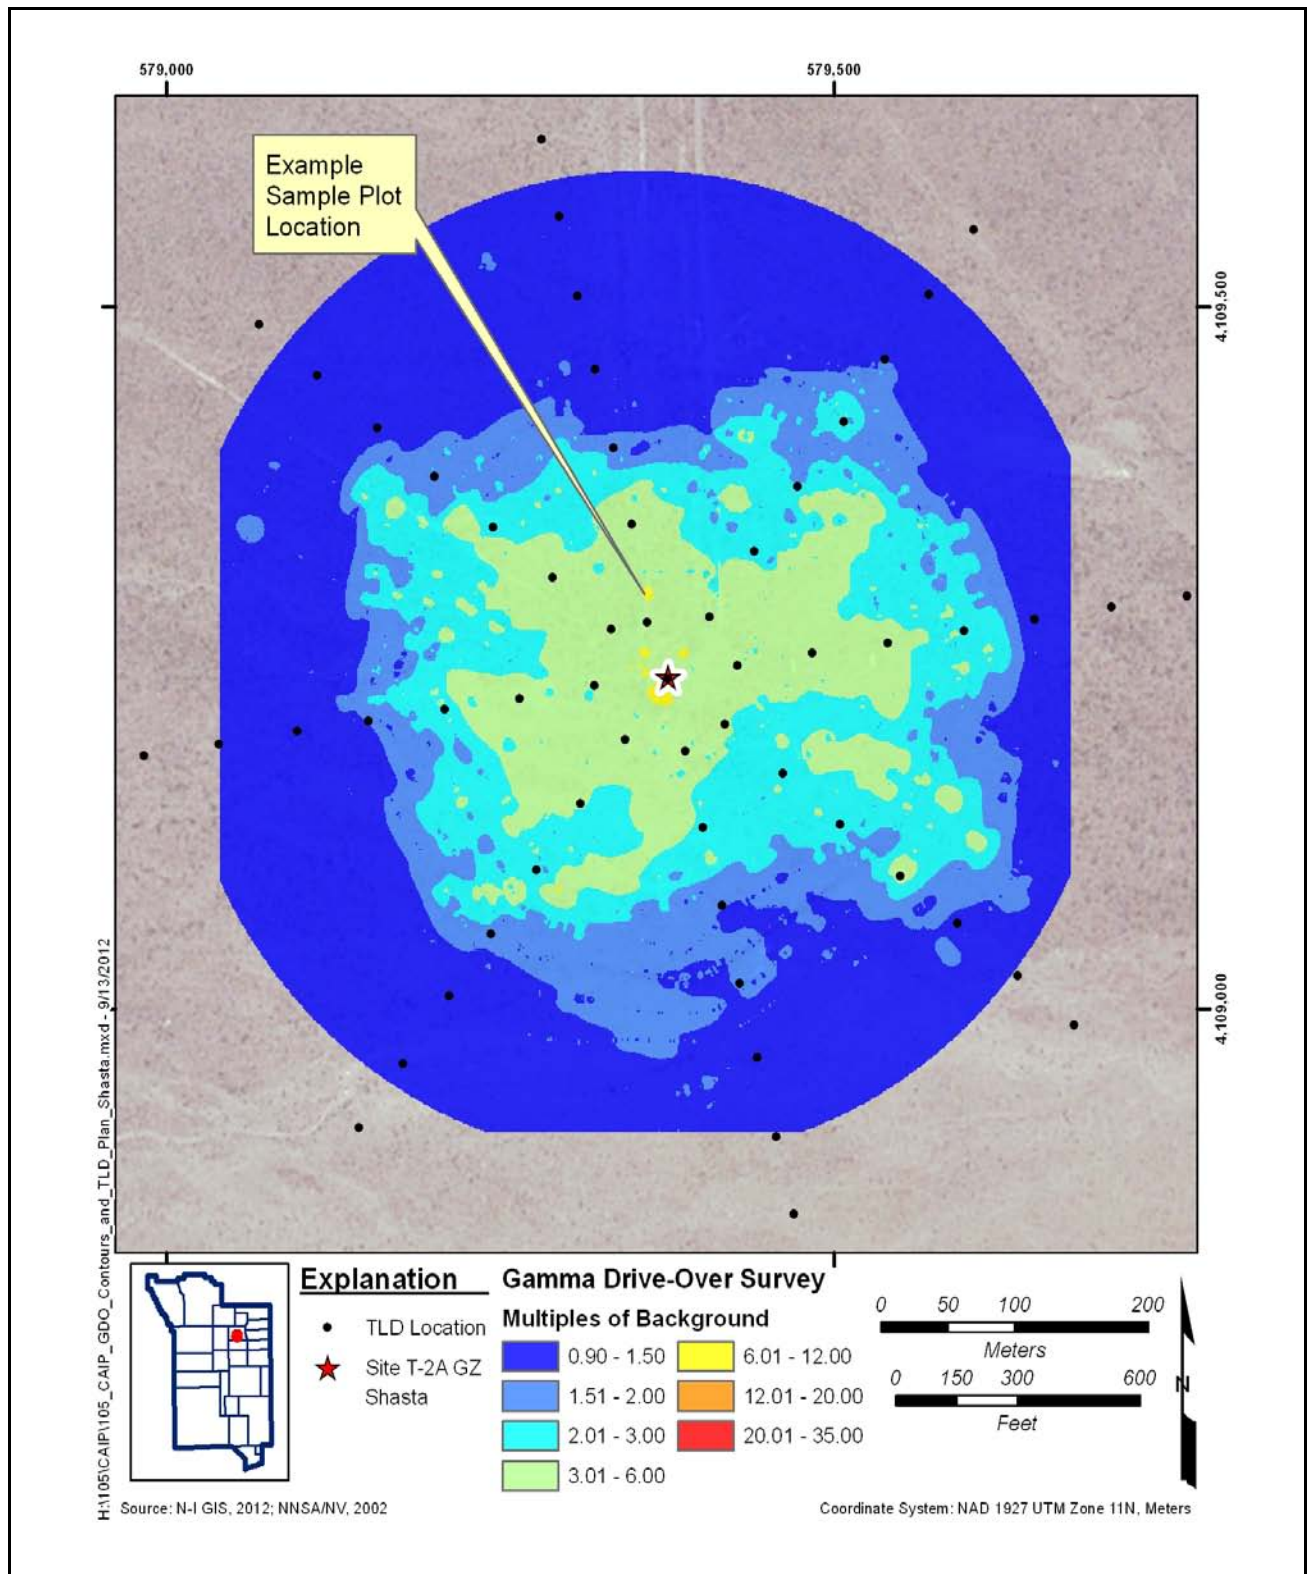 579,000
579,500
Example
Sample Plot
Location
4,109,500
4,109,000
H:\105\CAIP\105_CAIP_GDO_Contours_and_TLD_Plan_Shasta.mxd - 9/13/2012
Explanation
TLD Location
Site T-2A GZ
Shasta
Gamma Drive-Over Survey
Multiples of Background
0.90 - 1.50
1.51 - 2.00
2.01 - 3.00
3.01 - 6.00
6.01 - 12.00
12.01 - 20.00
20.01 - 35.00
0 50 100 200
Meters
0 150 300 600
Feet
N
Source: N-I GIS, 2012; NNSA/NV, 2002
Coordinate System: NAD 1927 UTM Zone 11N, Meters